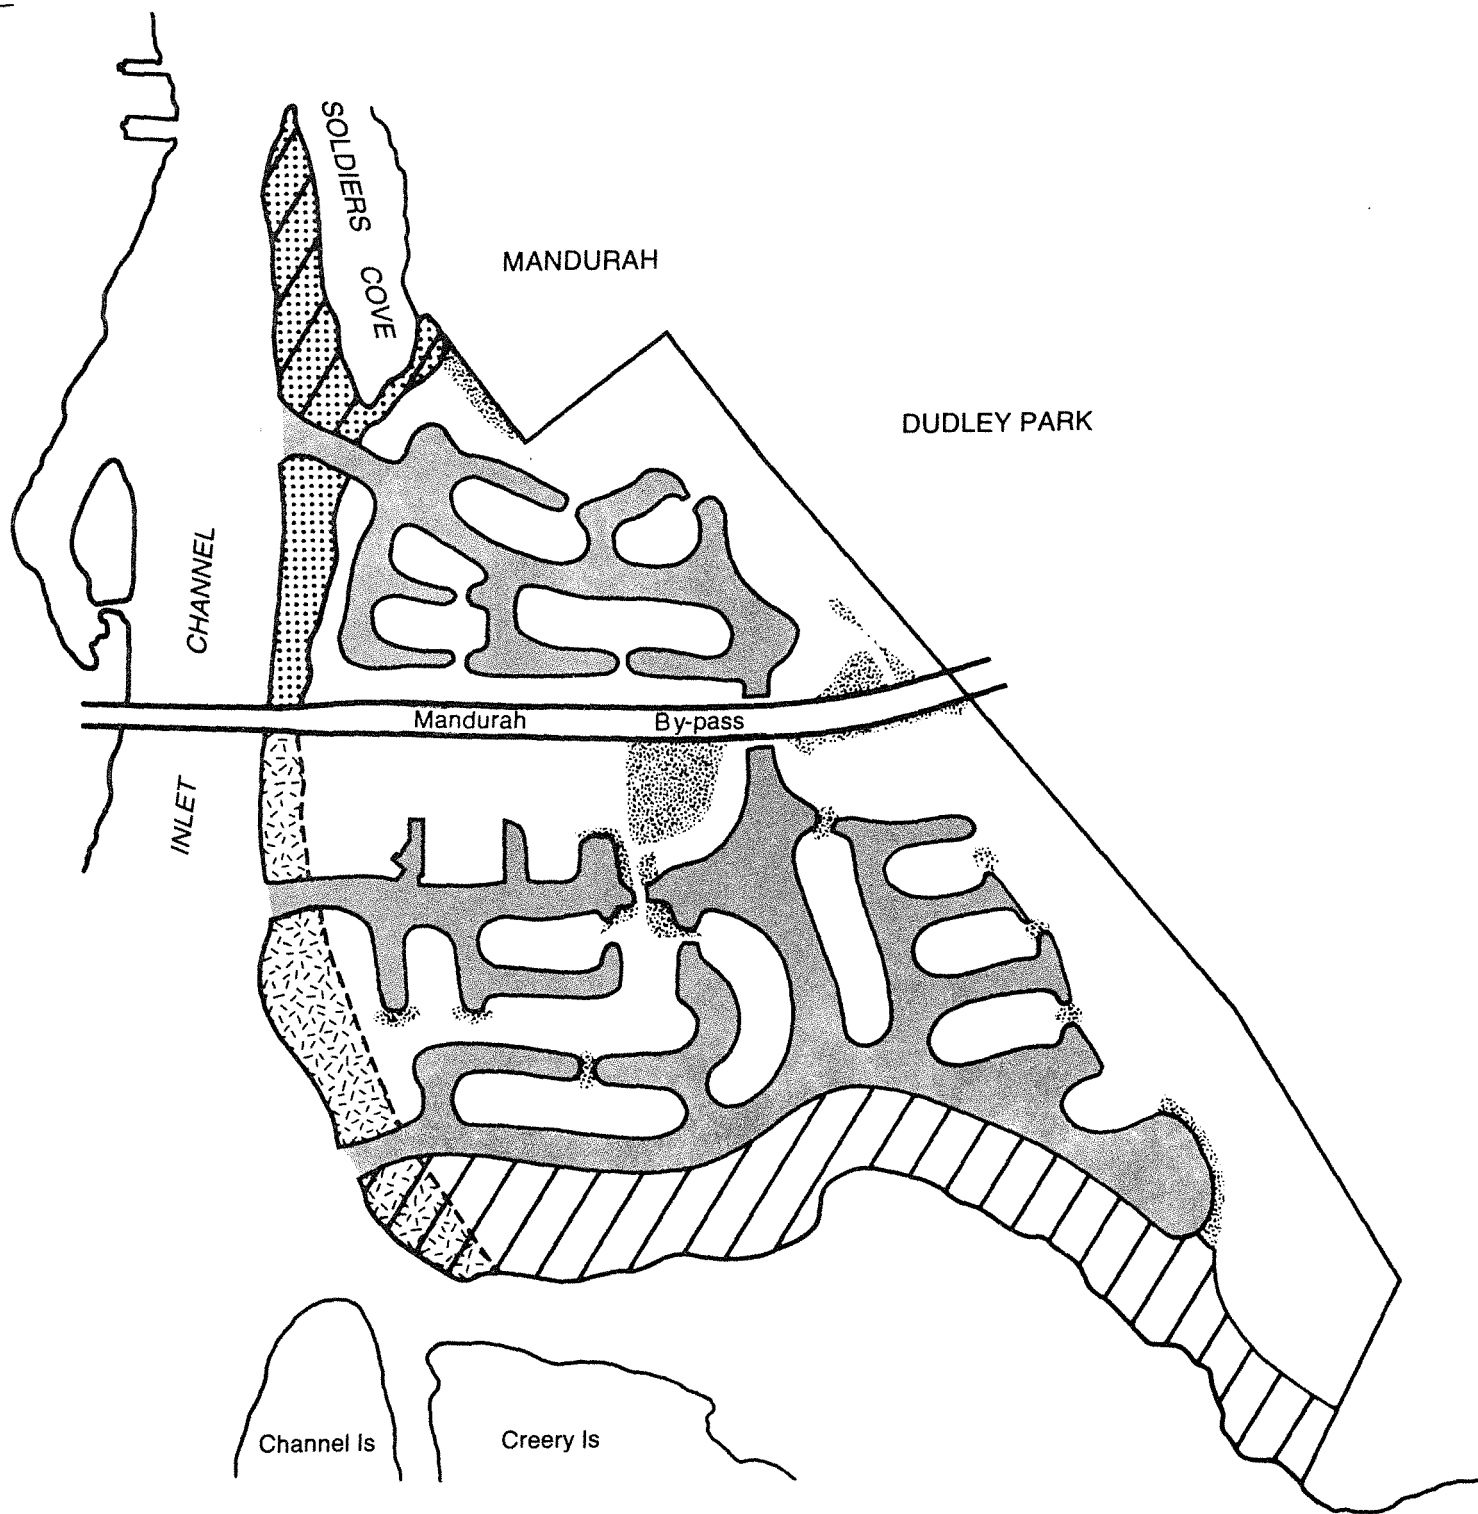 SOLDIERS COVE
MANDURAH
DUDLEY PARK
CHANNEL
Mandurah By-pass
INLET
Channel Is
Creery Is